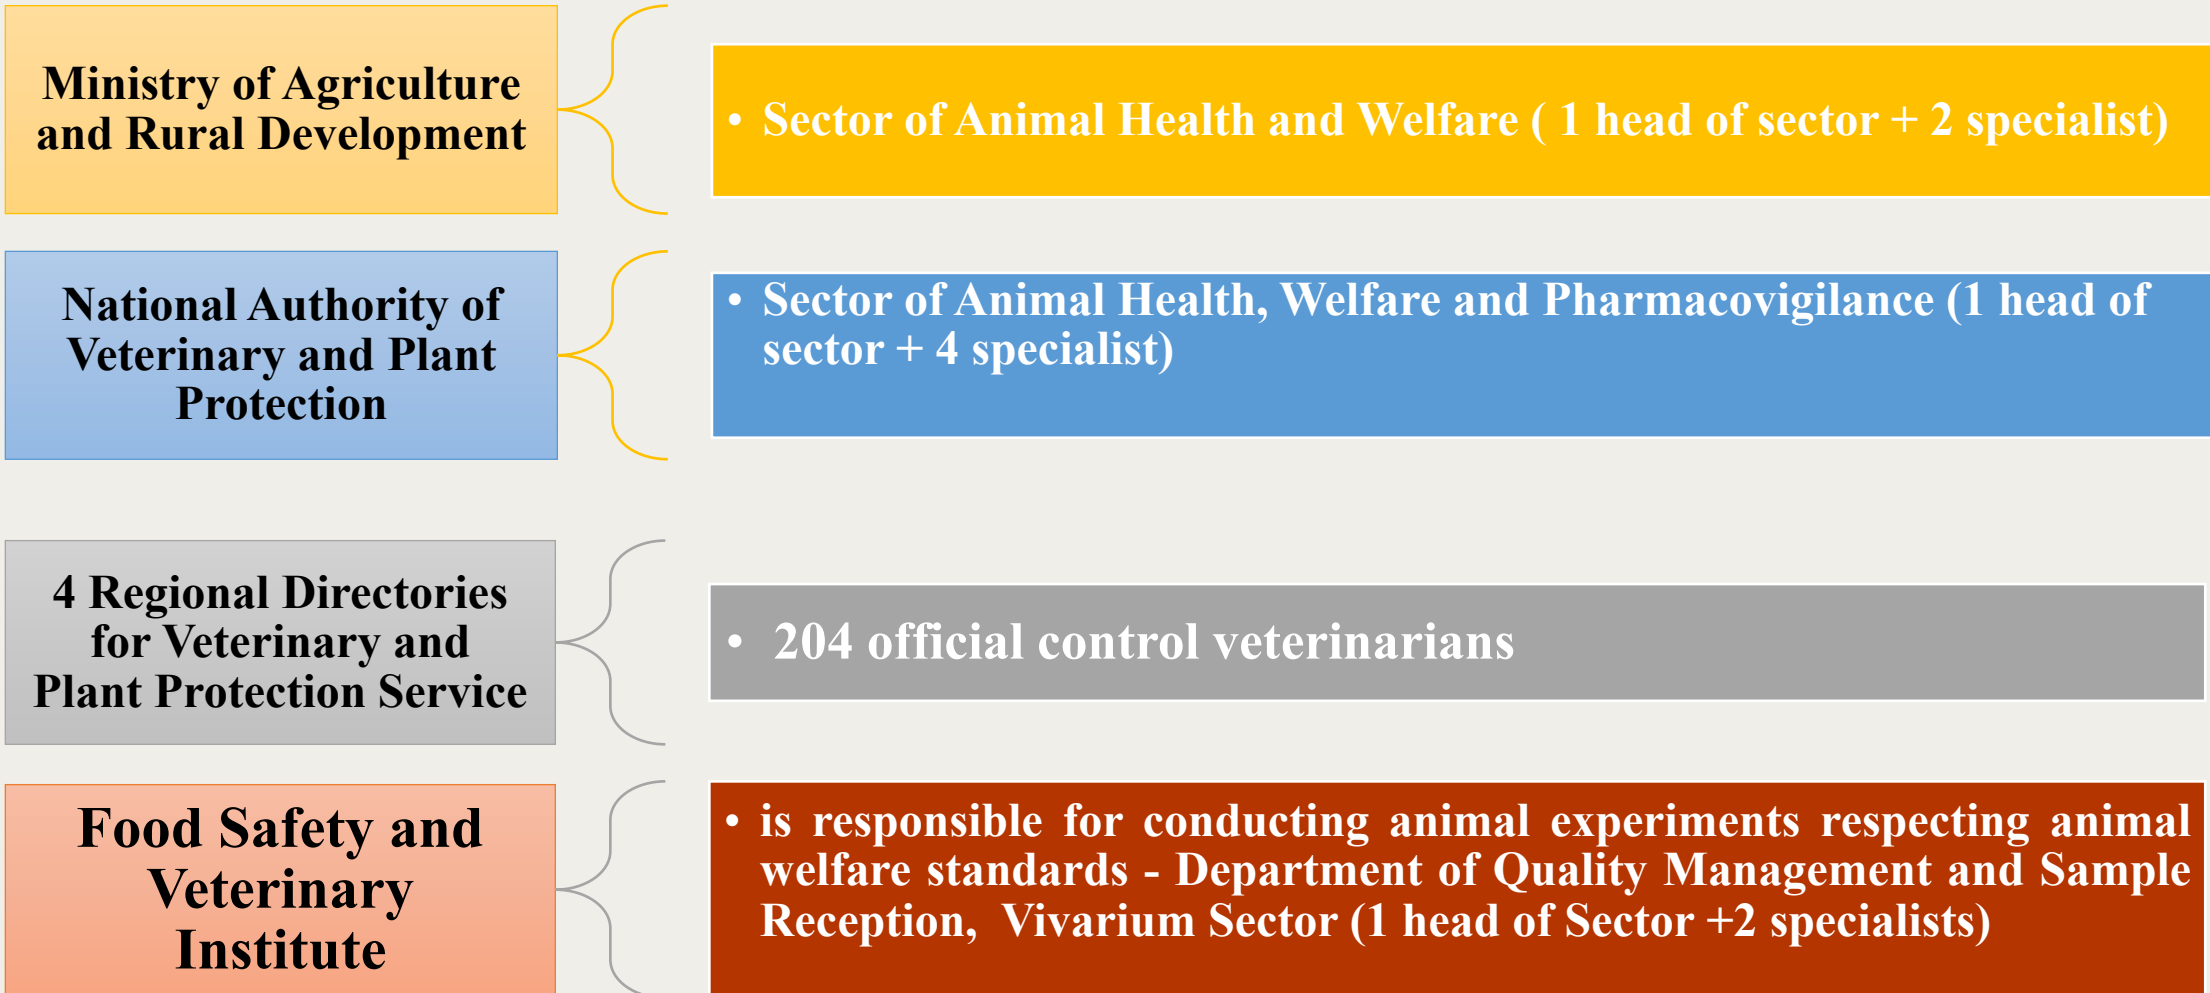 Ministry of Agriculture
and Rural Development
• Sector of Animal Health and Welfare ( 1 head of sector + 2 specialist)
National Authority of
Veterinary and Plant
Protection
• Sector of Animal Health, Welfare and Pharmacovigilance (1 head of
sector + 4 specialist)
4 Regional Directories
for Veterinary and
Plant Protection Service
• 204 official control veterinarians
Food Safety and
Veterinary
Institute
• is responsible for conducting animal experiments respecting animal
welfare standards - Department of Quality Management and Sample
Reception, Vivarium Sector (1 head of Sector +2 specialists)